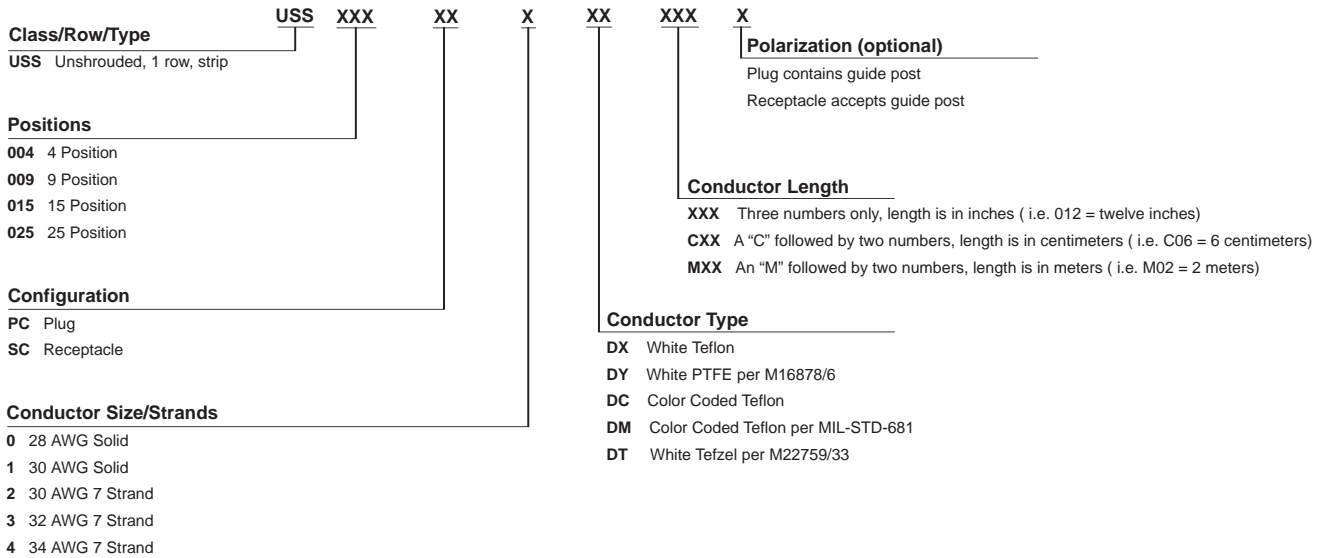 USS XXX XX X XX XXX X
Class/Row/Type
USS Unshrouded, 1 row, strip
Positions
004 4 Position
009 9 Position
015 15 Position
025 25 Position
Configuration
PC Plug
SC Receptacle
Conductor Size/Strands
0 28 AWG Solid
1 30 AWG Solid
2 30 AWG 7 Strand
3 32 AWG 7 Strand
4 34 AWG 7 Strand
Polarization (optional)
Plug contains guide post
Receptacle accepts guide post
Conductor Length
XXX Three numbers only, length is in inches ( i.e. 012 = twelve inches)
CXX A “C” followed by two numbers, length is in centimeters ( i.e. C06 = 6 centimeters)
MXX An “M” followed by two numbers, length is in meters ( i.e. M02 = 2 meters)
Conductor Type
DX White Teflon
DY White PTFE per M16878/6
DC Color Coded Teflon
DM Color Coded Teflon per MIL-STD-681
DT White Tefzel per M22759/33